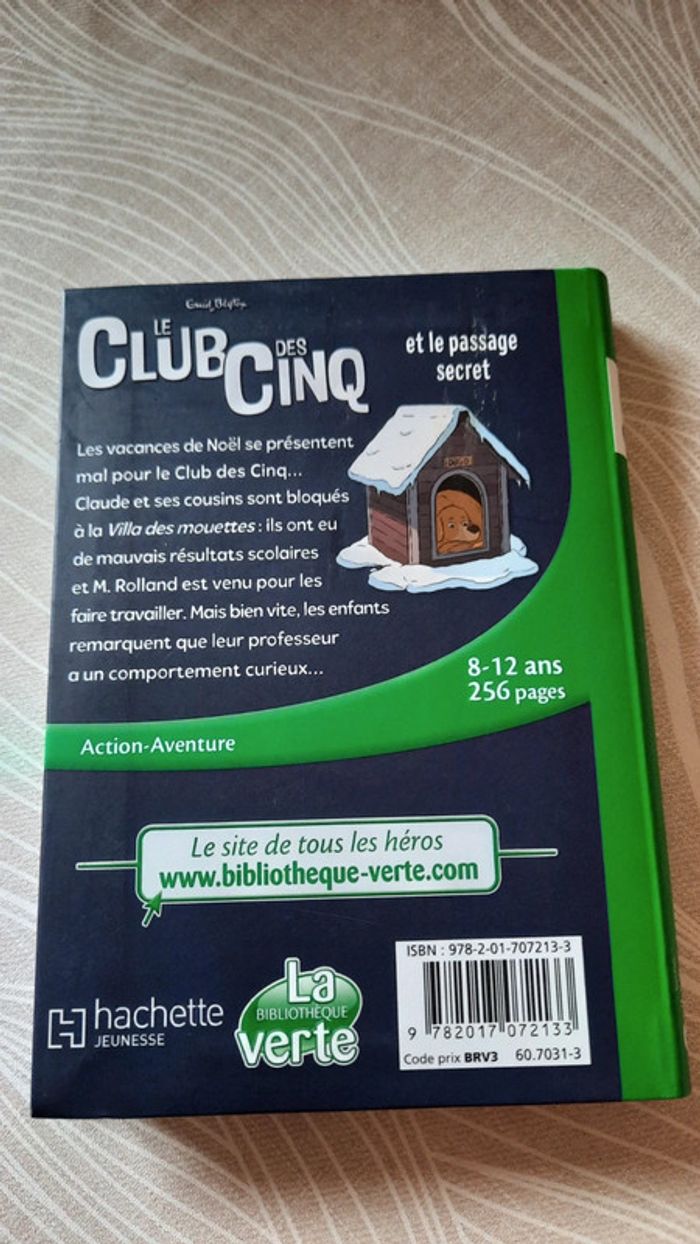 Enid Blyton
LE
CLUB DES
CINQ
et le passage
secret
Les vacances de Noël se présentent
mal pour le Club des Cinq...
Claude et ses cousins sont bloqués
à la Villa des mouettes : ils ont eu
de mauvais résultats scolaires
et M. Rolland est venu pour les
faire travailler. Mais bien vite, les enfants
remarquent que leur professeur
a un comportement curieux...
8-12 ans
256 pages
Action-Aventure
Le site de tous les héros
www.bibliotheque-verte.com
hachette
JEUNESSE
La
BIBLIOTHÈQUE
verte
ISBN : 978-2-01-707213-3
9 782017 072133
Code prix BRV3 60.7031-3